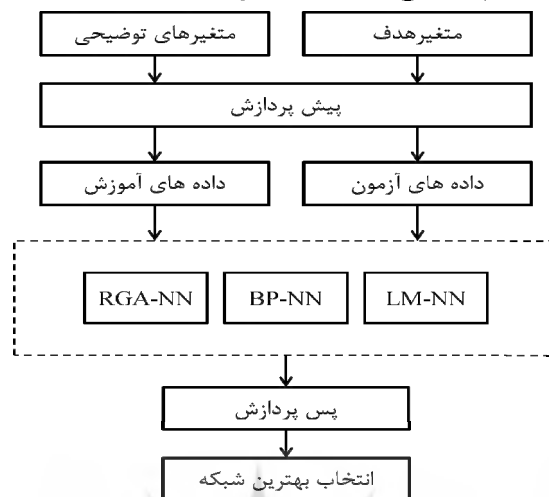 متغیرهدف
متغیرهای توضیحی
پیش پردازش
داده های آزمون
داده های آموزش
RGA-NN BP-NN LM-NN
پس پردازش
انتخاب بهترین شبکه